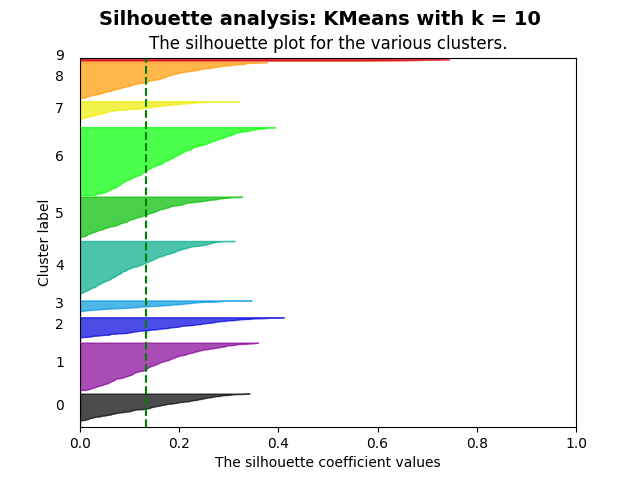 Silhouette analysis: KMeans with k = 10
The silhouette plot for the various clusters.
9
8
7
6
5
4
3
2
1
0
Cluster label
0.0 0.2 0.4 0.6 0.8 1.0
The silhouette coefficient values